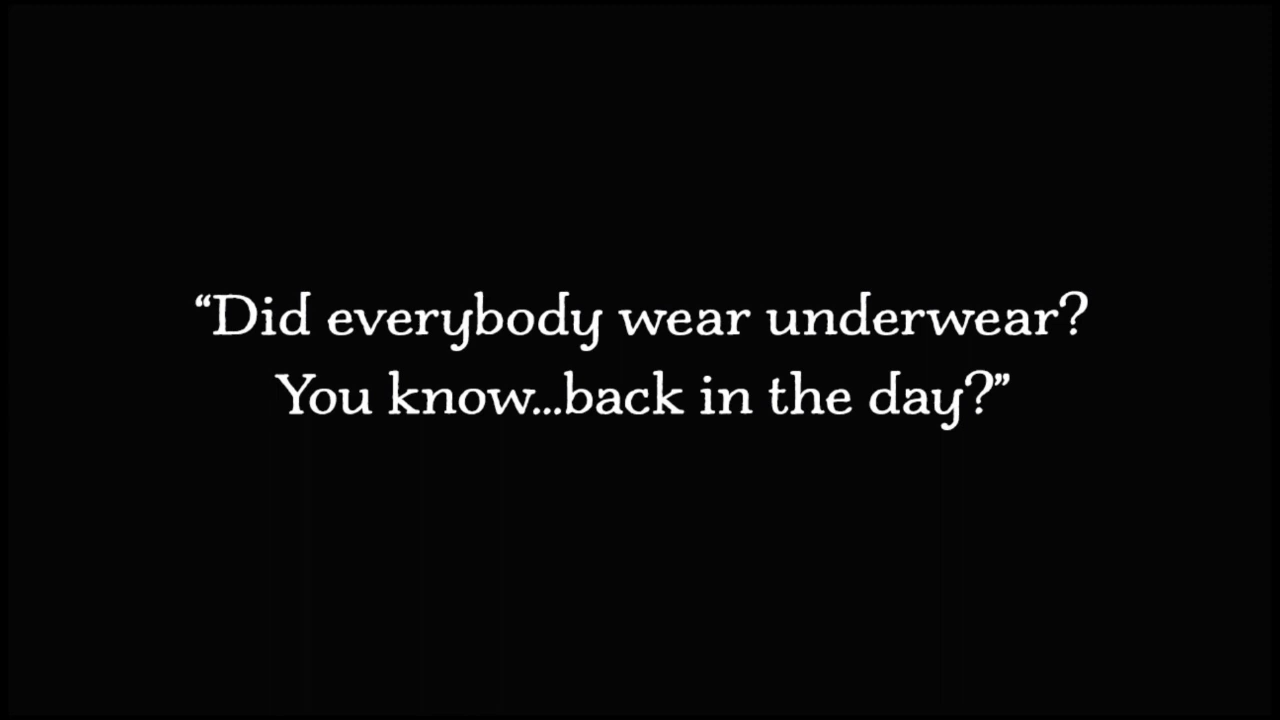 “Did everybody wear underwear?
You know...back in the day?”